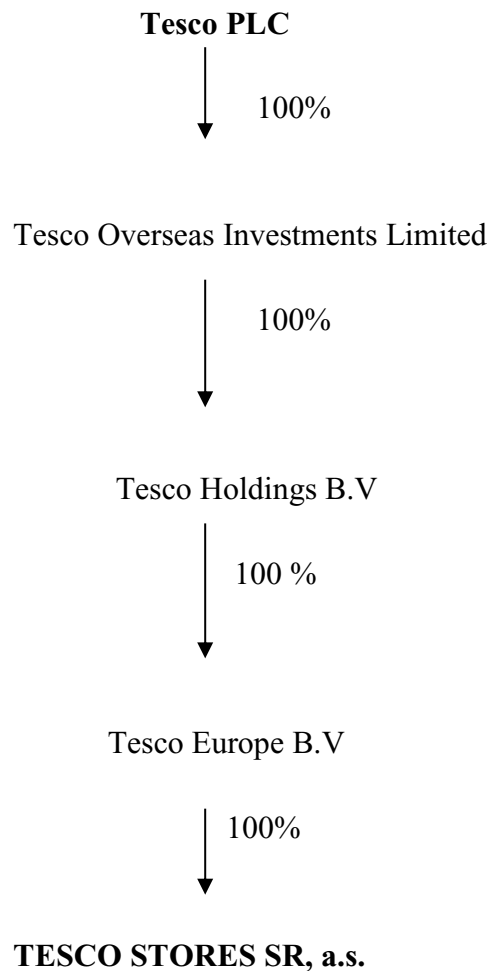 Tesco PLC
100%
Tesco Overseas Investments Limited
100%
Tesco Holdings B.V
100 %
Tesco Europe B.V
100%
TESCO STORES SR, a.s.